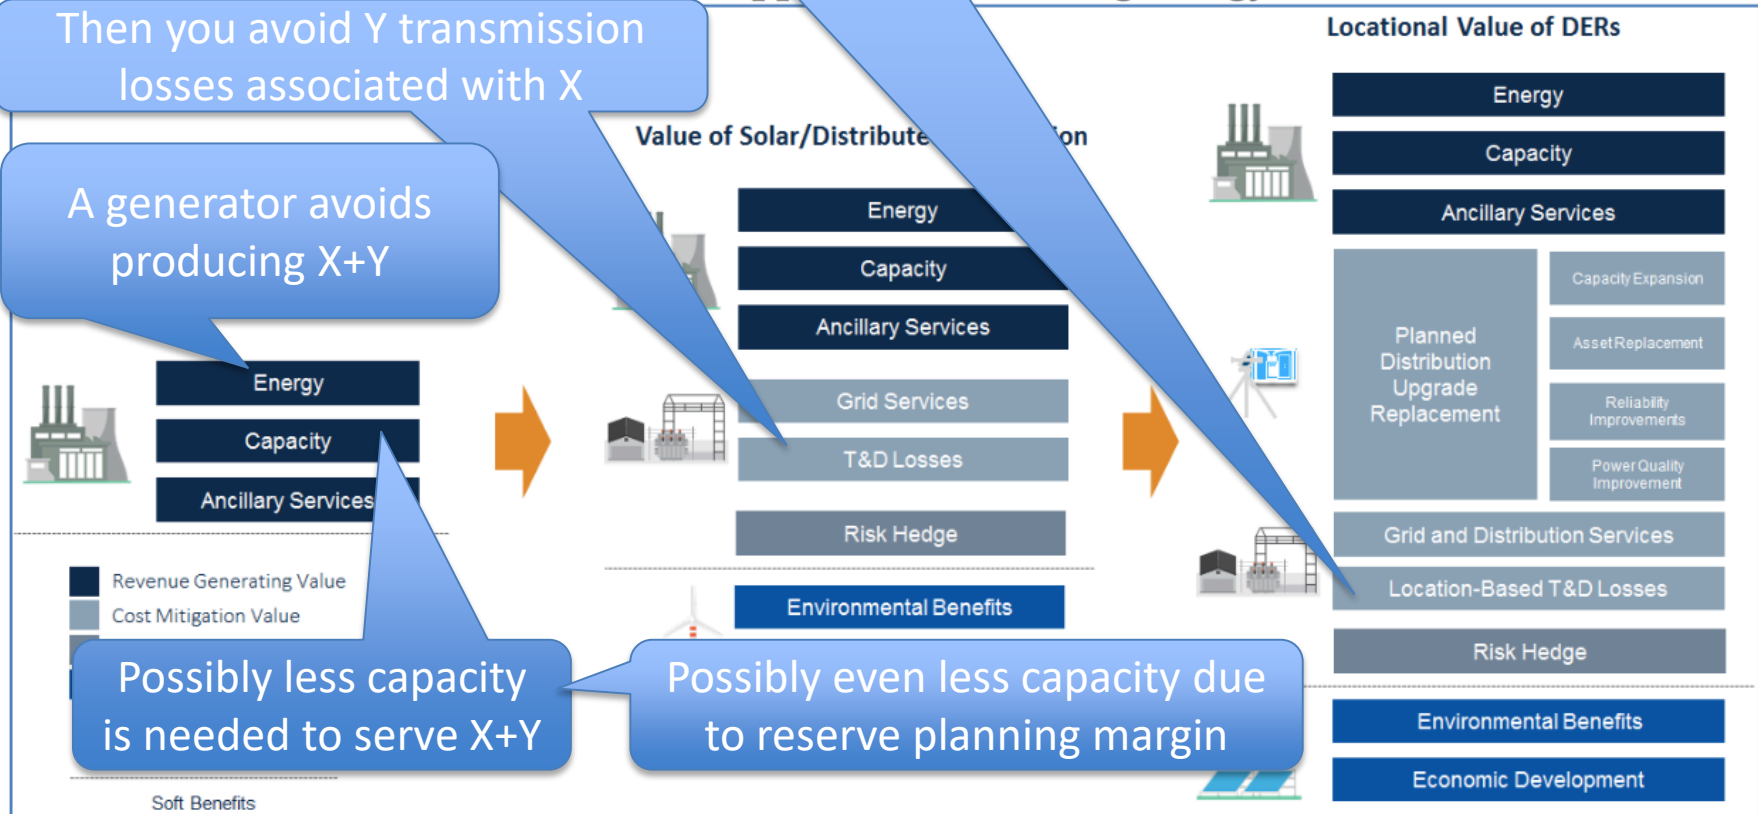 Then you avoid Y transmission
losses associated with X
A generator avoids
producing X+Y
Energy
Capacity
Ancillary Services
Revenue Generating Value
Cost Mitigation Value
Possibly less capacity
is needed to serve X+Y
Soft Benefits
Value of Solar/Distribute
on
Energy
Capacity
Ancillary Services
Grid Services
T&D Losses
Risk Hedge
Environmental Benefits
Possibly even less capacity due
to reserve planning margin
Locational Value of DERs
Energy
Capacity
Ancillary Services
Planned
Distribution
Upgrade
Replacement
Capacity Expansion
Asset Replacement
Reliability
Improvements
Power Quality
Improvement
Grid and Distribution Services
Location-Based T&D Losses
Risk Hedge
Environmental Benefits
Economic Development